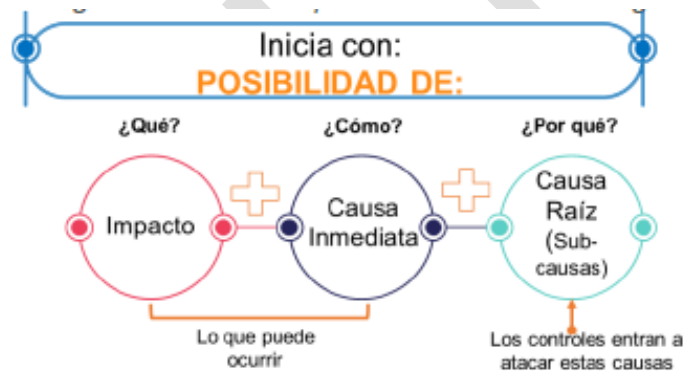 Inicia con:
POSIBILIDAD DE:
¿Qué?
¿Cómo?
¿Por qué?
Impacto
Causa
Inmediata
Causa
Raíz
(Sub-
causas)
Lo que puede
ocurrir
Los controles entran a
atacar estas causas